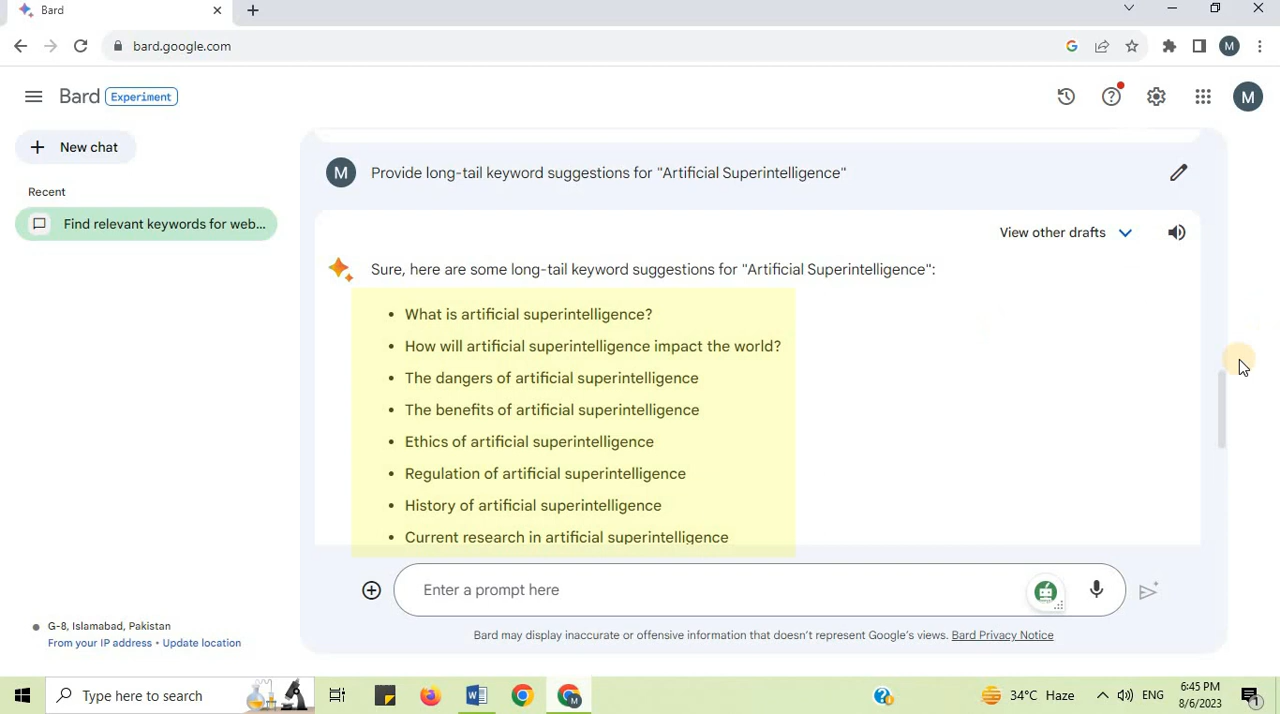 Bard
bard.google.com
Bard Experiment
M
New chat
Recent
Find relevant keywords for web...
M Provide long-tail keyword suggestions for "Artificial Superintelligence"
View other drafts
Sure, here are some long-tail keyword suggestions for "Artificial Superintelligence":
• What is artificial superintelligence?
• How will artificial superintelligence impact the world?
• The dangers of artificial superintelligence
• The benefits of artificial superintelligence
• Ethics of artificial superintelligence
• Regulation of artificial superintelligence
• History of artificial superintelligence
• Current research in artificial superintelligence
Enter a prompt here
Bard may display inaccurate or offensive information that doesn't represent Google's views. Bard Privacy Notice
G-8, Islamabad, Pakistan
From your IP address • Update location
Type here to search
34°C Haze
ENG
6:45 PM
8/6/2023
1